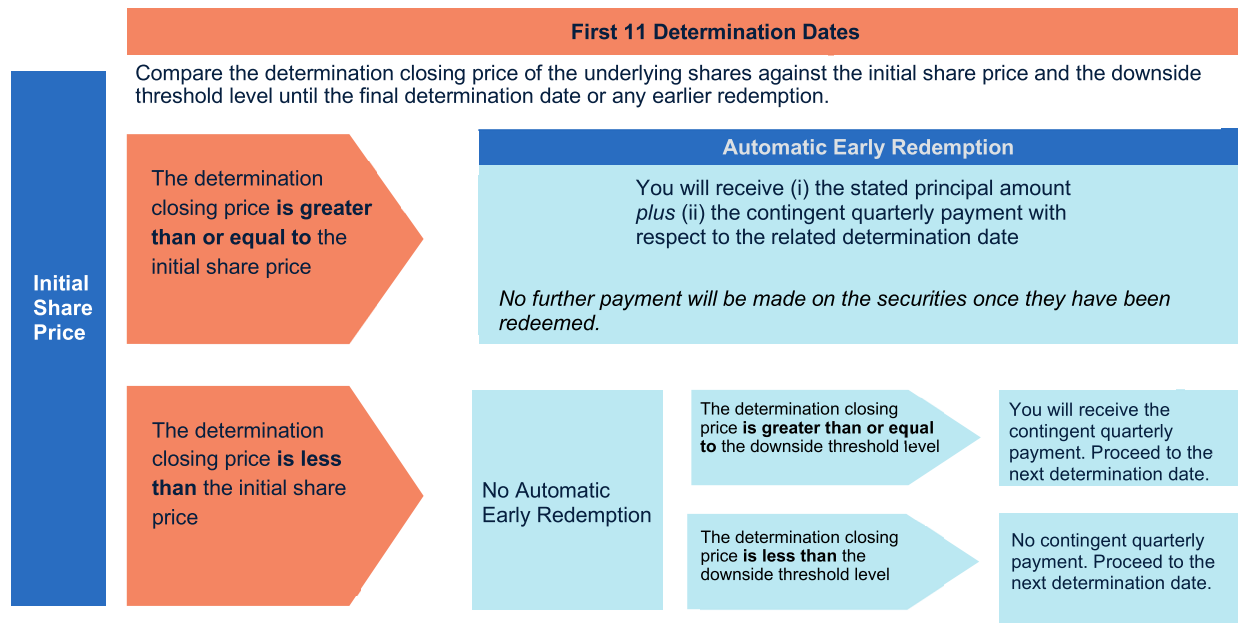 First 11 Determination Dates
Compare the determination closing price of the underlying shares against the initial share price and the downside
threshold level until the final determination date or any earlier redemption.
Initial
Share
Price
The determination
closing price is greater
than or equal to the
initial share price
Automatic Early Redemption
You will receive (i) the stated principal amount
plus (ii) the contingent quarterly payment with
respect to the related determination date
No further payment will be made on the securities once they have been
redeemed.
The determination
closing price is less
than the initial share
price
No Automatic
Early Redemption
The determination closing
price is greater than or equal
to the downside threshold level
You will receive the
contingent quarterly
payment. Proceed to the
next determination date.
The determination closing
price is less than the
downside threshold level
No contingent quarterly
payment. Proceed to the
next determination date.